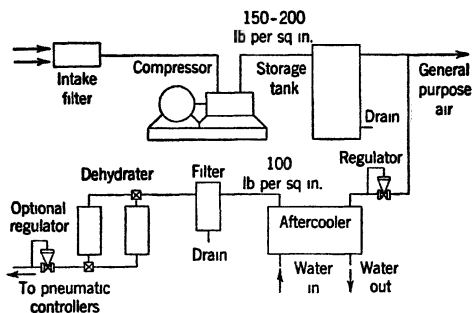 150-200
lb per sq in.
Intake
filter
Compressor
Storage
tank
Drain
General
purpose
air
Regulator
100
lb per sq in.
Filter
Dehydrater
Optional
regulator
Aftercooler
Drain
Water
in
Water
out
To pneumatic
controllers